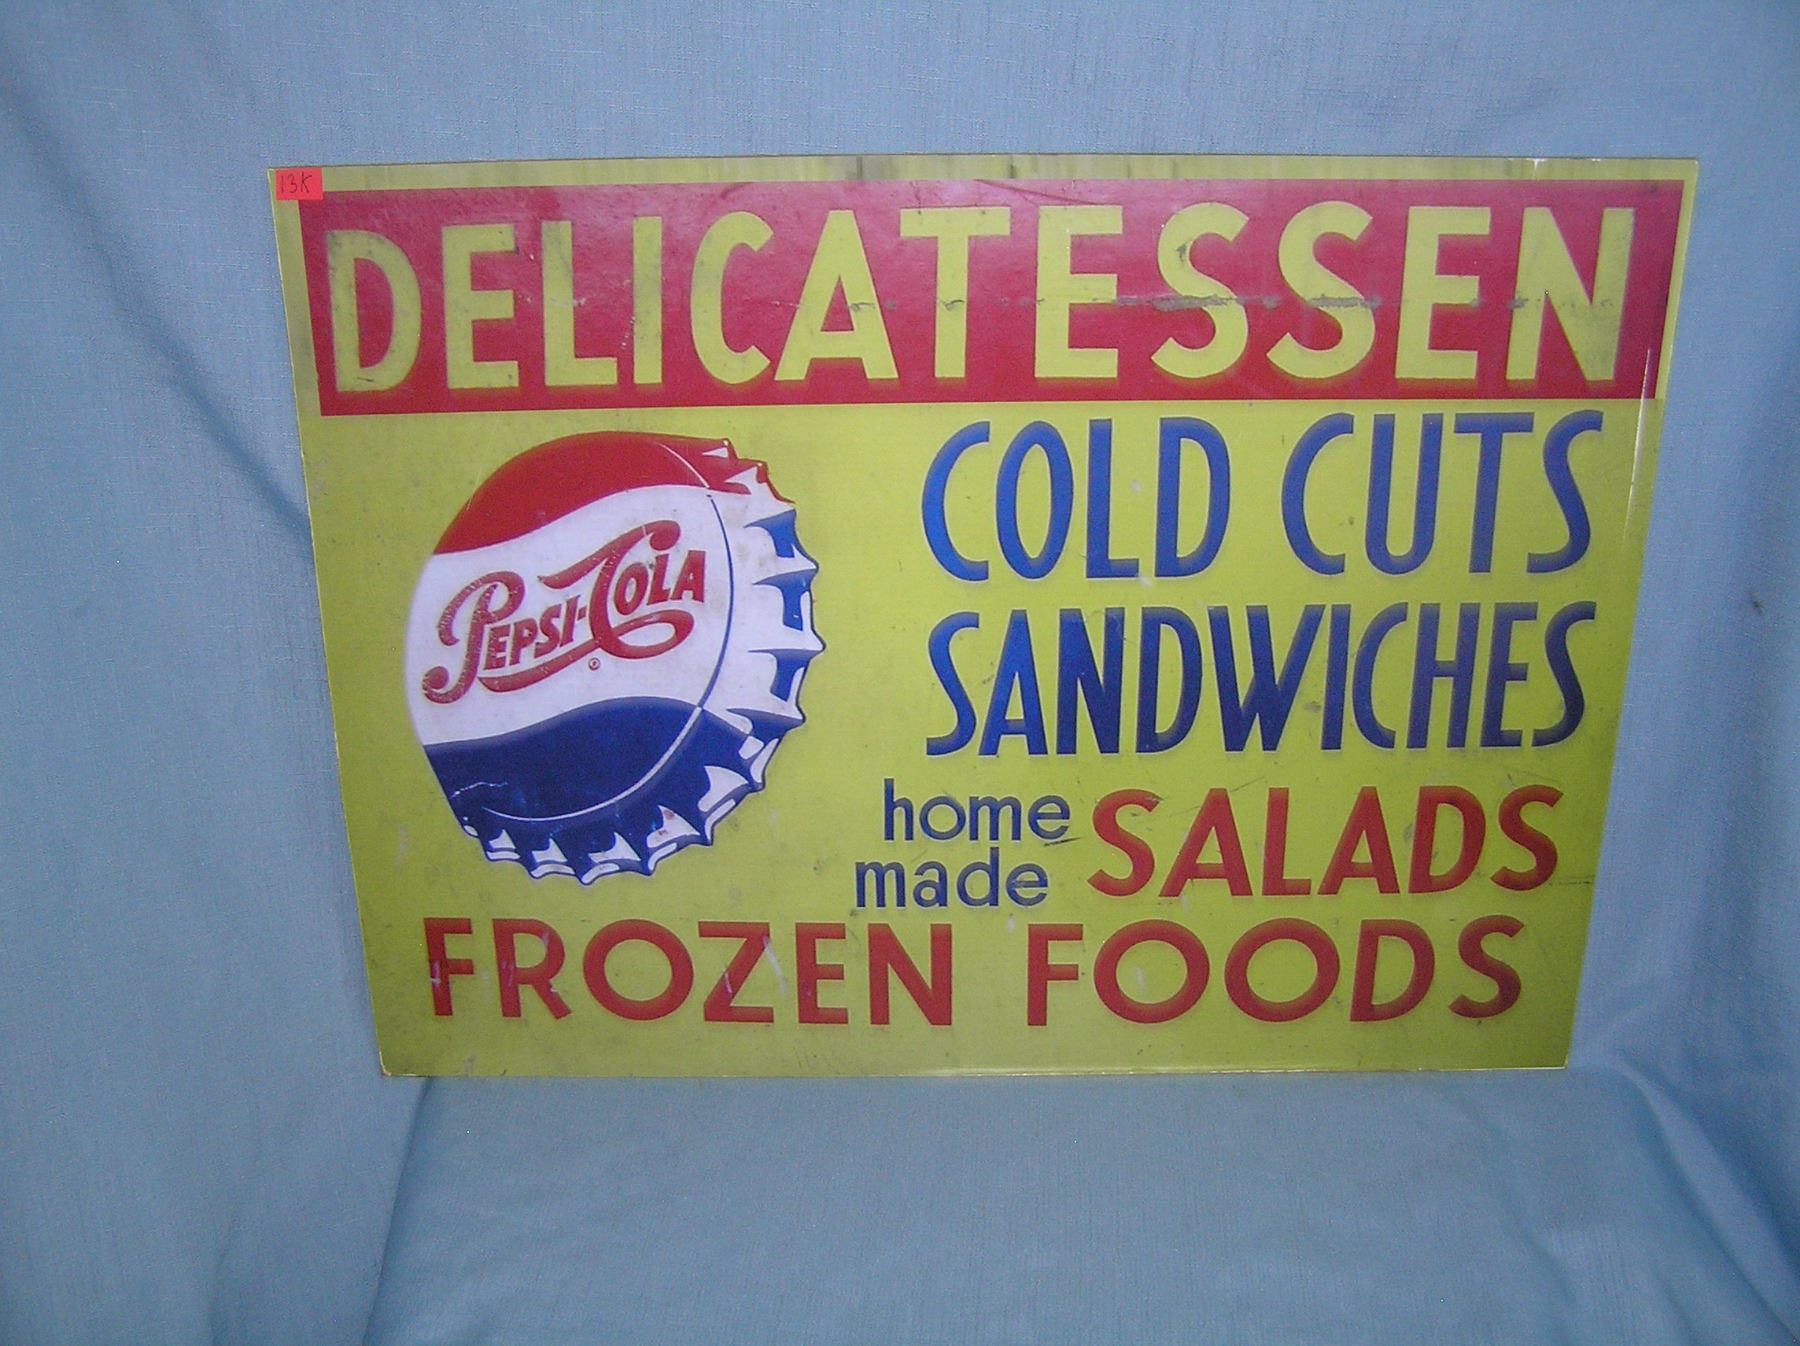 13K
DELICATESSEN
PEPSI-COLA
COLD CUTS
SANDWICHES
home made SALADS
FROZEN FOODS